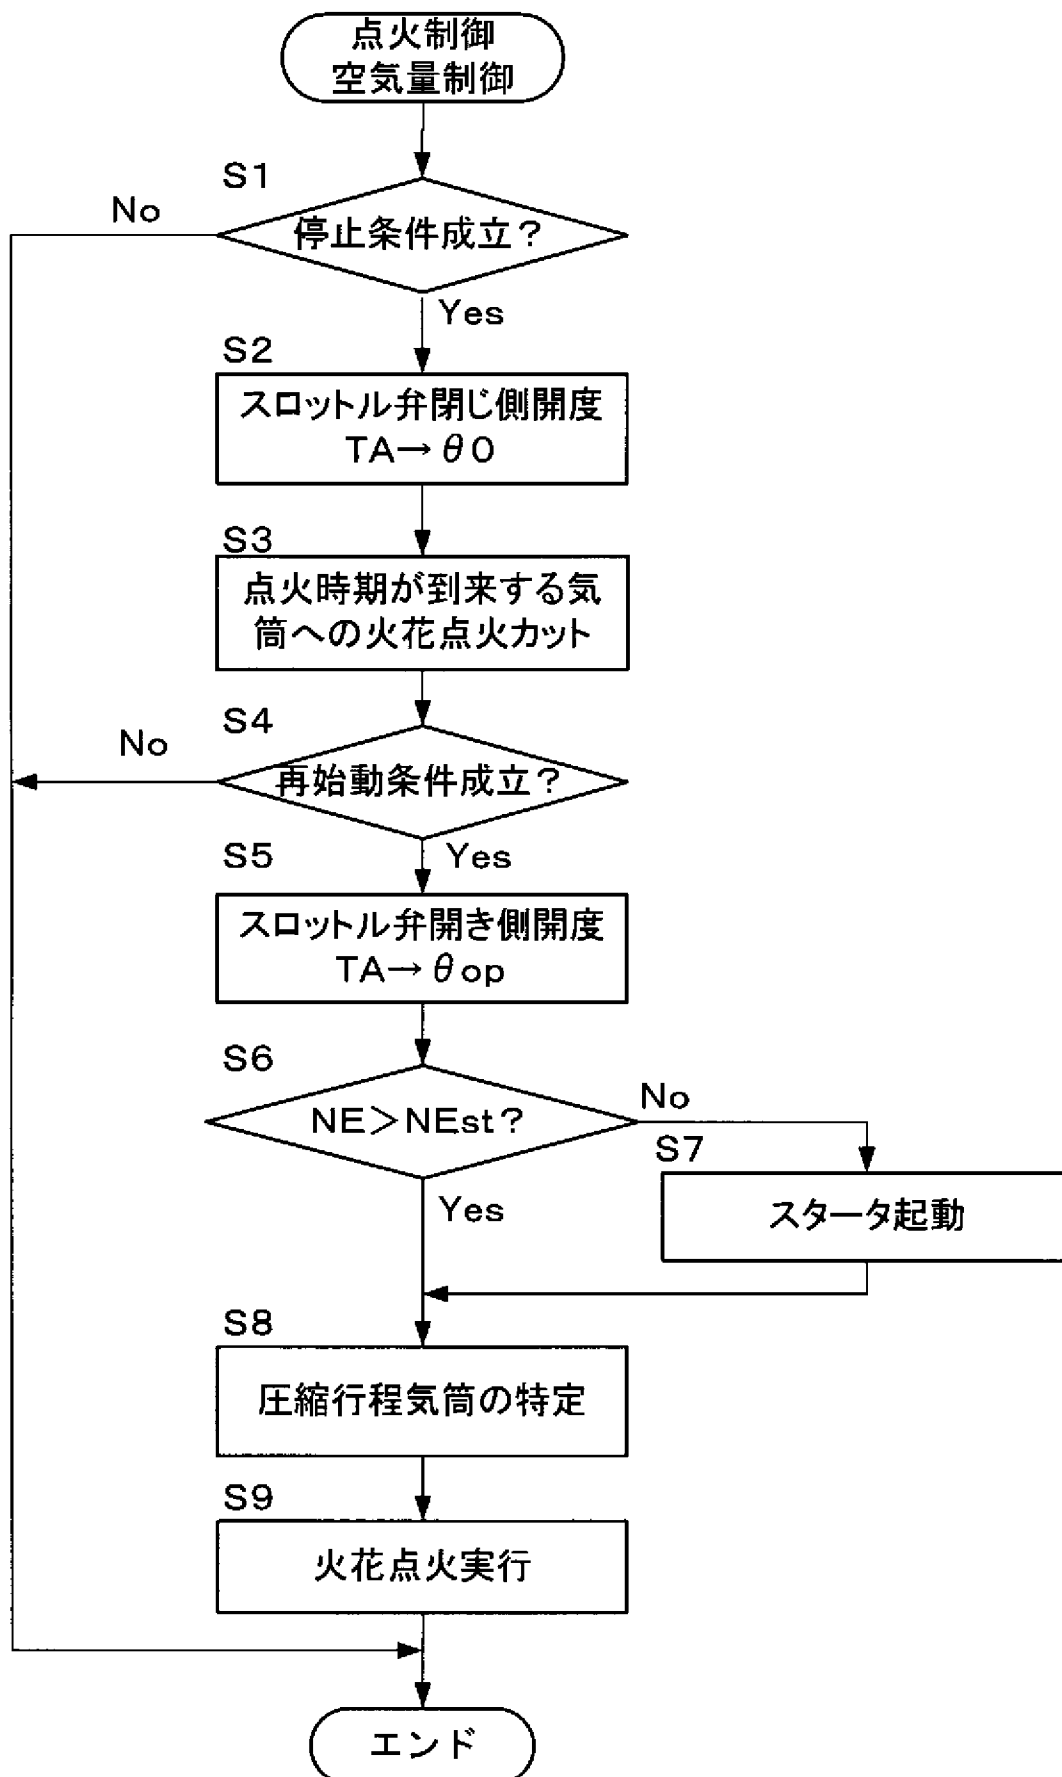 点火制御
空気量制御
S1
No
停止条件成立？
Yes
S2
スロットル弁閉じ側開度
TA→θ0
S3
点火時期が到来する気
筒への火花点火カット
S4
No
再始動条件成立？
Yes
S5
スロットル弁開き側開度
TA→θop
S6
NE＞NEst？
No
Yes
S7
スタータ起動
S8
圧縮行程気筒の特定
S9
火花点火実行
エンド